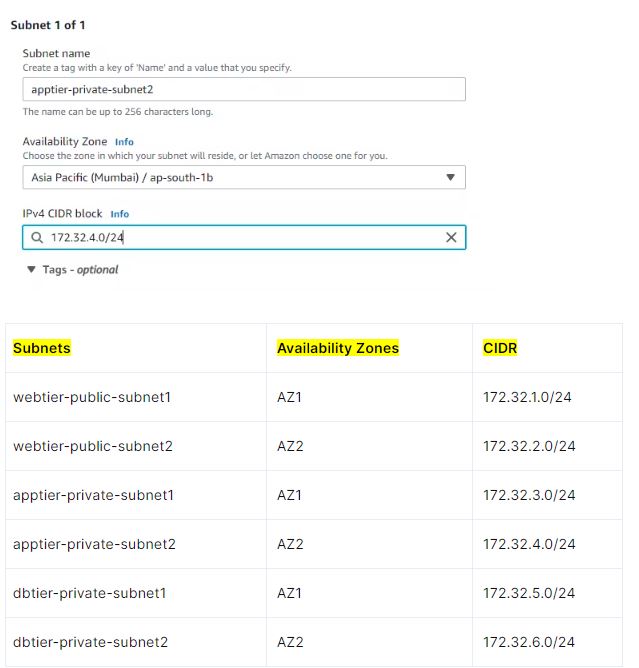 Subnet 1 of 1
Subnet name
Create a tag with a key of 'Name' and a value that you specify.
apptier-private-subnet2
The name can be up to 256 characters long.
Availability Zone Info
Choose the zone in which your subnet will reside, or let Amazon choose one for you.
Asia Pacific (Mumbai) / ap-south-1b
IPv4 CIDR block Info
172.32.4.0/24
Tags - optional
Subnets Availability Zones CIDR
webtier-public-subnet1 AZ1 172.32.1.0/24
webtier-public-subnet2 AZ2 172.32.2.0/24
apptier-private-subnet1 AZ1 172.32.3.0/24
apptier-private-subnet2 AZ2 172.32.4.0/24
dbtier-private-subnet1 AZ1 172.32.5.0/24
dbtier-private-subnet2 AZ2 172.32.6.0/24